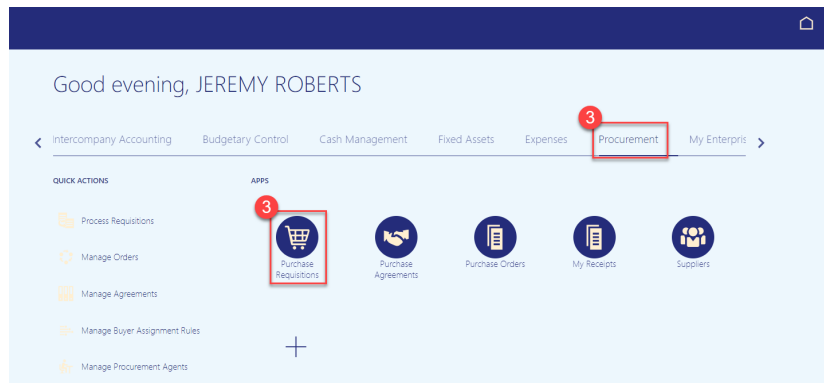 Good evening, JEREMY ROBERTS
3
Intercompany Accounting Budgetary Control Cash Management Fixed Assets Expenses Procurement My Enterpris
QUICK ACTIONS APPS
3
Process Requisitions
Manage Orders
Manage Agreements
Manage Buyer Assignment Rules
Manage Procurement Agents
Purchase
Requisitions
Purchase
Agreements
Purchase Orders
My Receipts
Suppliers